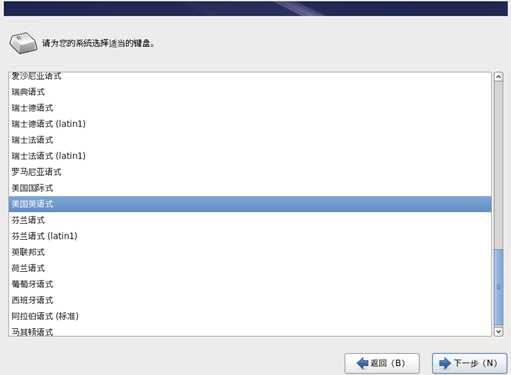 请为您的系统选择适当的键盘。
爱沙尼亚语式
瑞典语式
瑞士德语式
瑞士德语式 (latin1)
瑞士法语式
瑞士法语式 (latin1)
罗马尼亚语式
美国国际式
美国英语式
芬兰语式
芬兰语式 (latin1)
英联邦式
荷兰语式
葡萄牙语式
西班牙语式
阿拉伯语式 (标准)
马其顿语式
返回（B）
下一步（N）